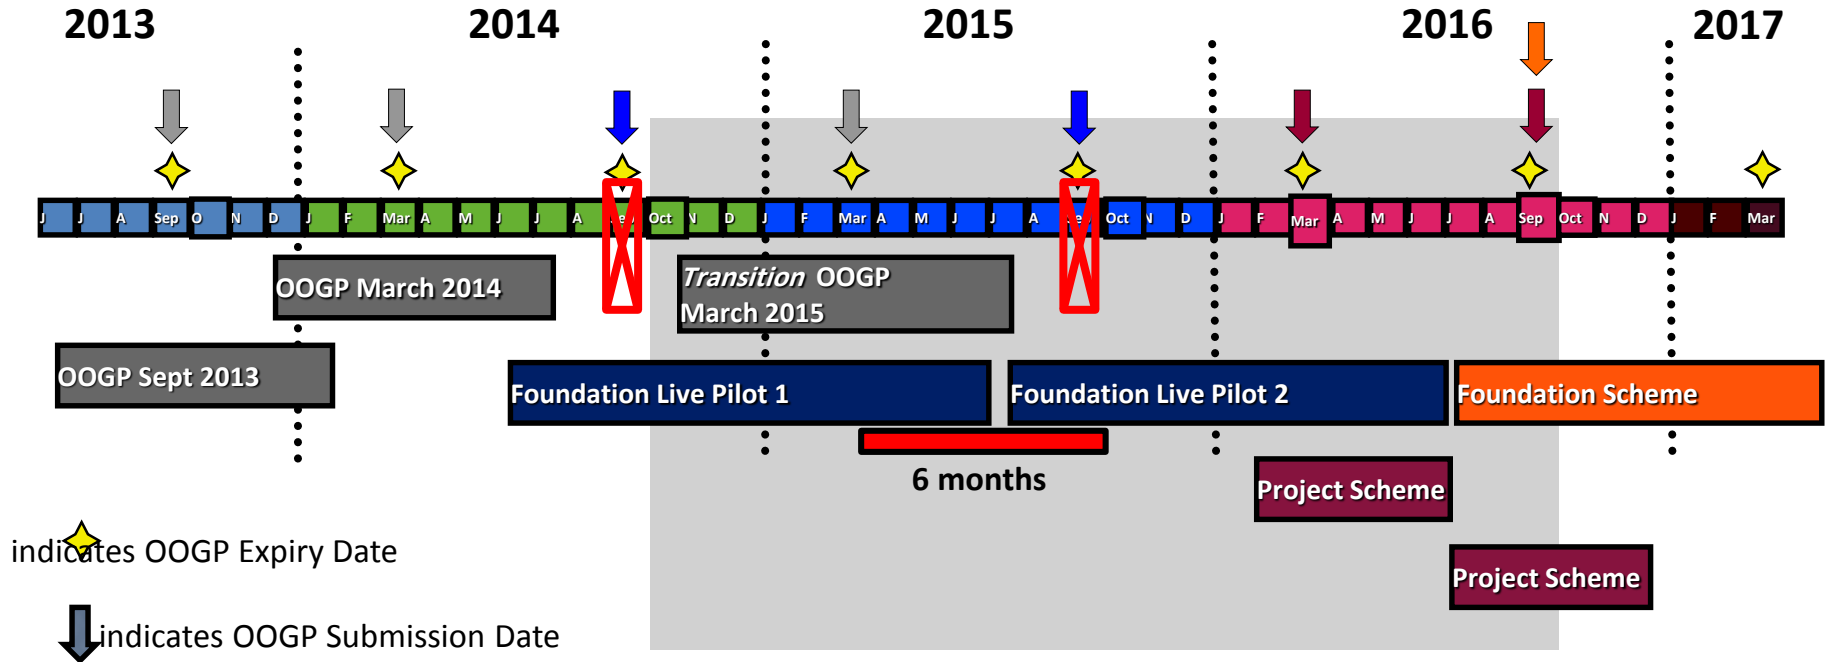 2013 2014 2015 2016 2017
J J A Sep O N D J F Mar A M J J A Sep Oct N D J F Mar A M J J A Sep Oct N D J F Mar A M J J A Sep Oct N D J F Mar
OOGP March 2014
Transition OOGP
March 2015
OOGP Sept 2013
Foundation Live Pilot 1
Foundation Live Pilot 2
Foundation Scheme
6 months
Project Scheme
indicates OOGP Expiry Date
Project Scheme
indicates OOGP Submission Date